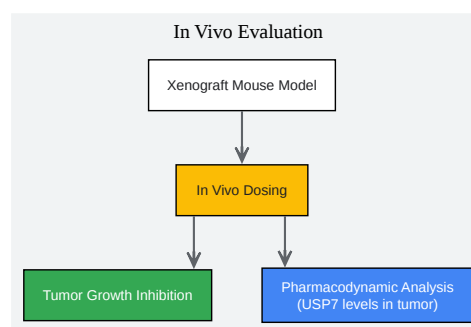 In Vivo Evaluation
Xenograft Mouse Model
In Vivo Dosing
Tumor Growth Inhibition
Pharmacodynamic Analysis
(USP7 levels in tumor)